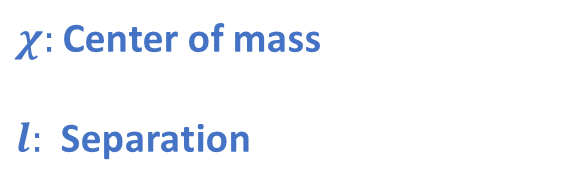 χ: Center of mass
l: Separation